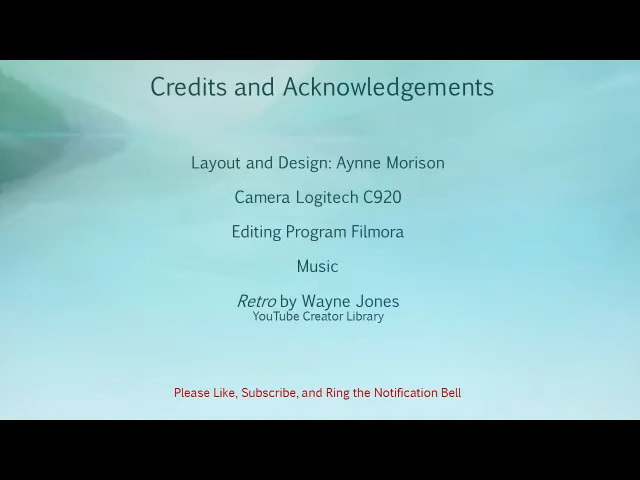 Credits and Acknowledgements
Layout and Design: Aynne Morison
Camera Logitech C920
Editing Program Filmora
Music
Retro by Wayne Jones
YouTube Creator Library
Please Like, Subscribe, and Ring the Notification Bell